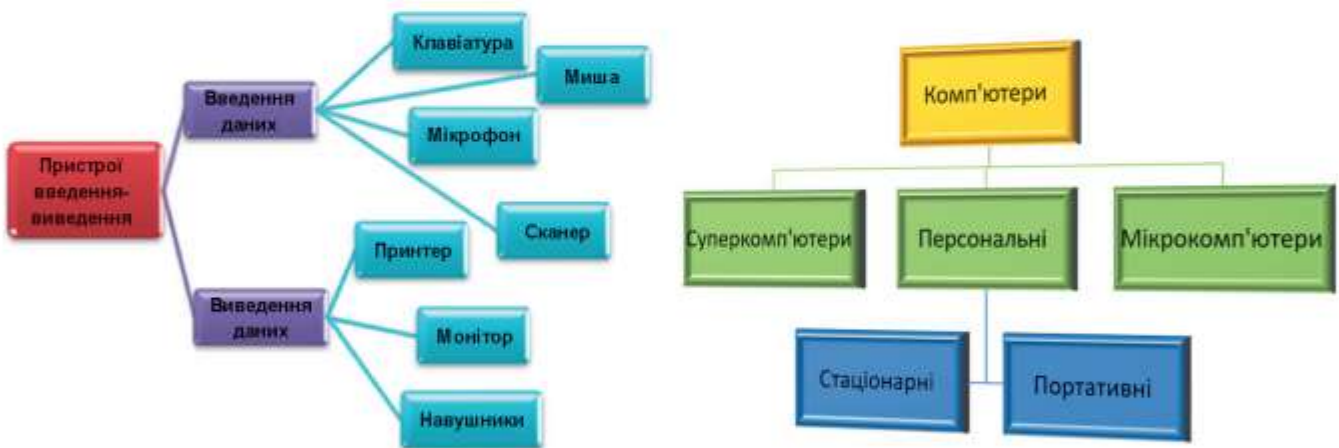 Пристрої
введення-
виведення
Введення
даних
Клавіатура
Миша
Мікрофон
Сканер
Виведення
даних
Принтер
Монітор
Навушники
Комп'ютери
Суперкомп'ютери
Персональні
Мікрокомп'ютери
Стаціонарні
Портативні